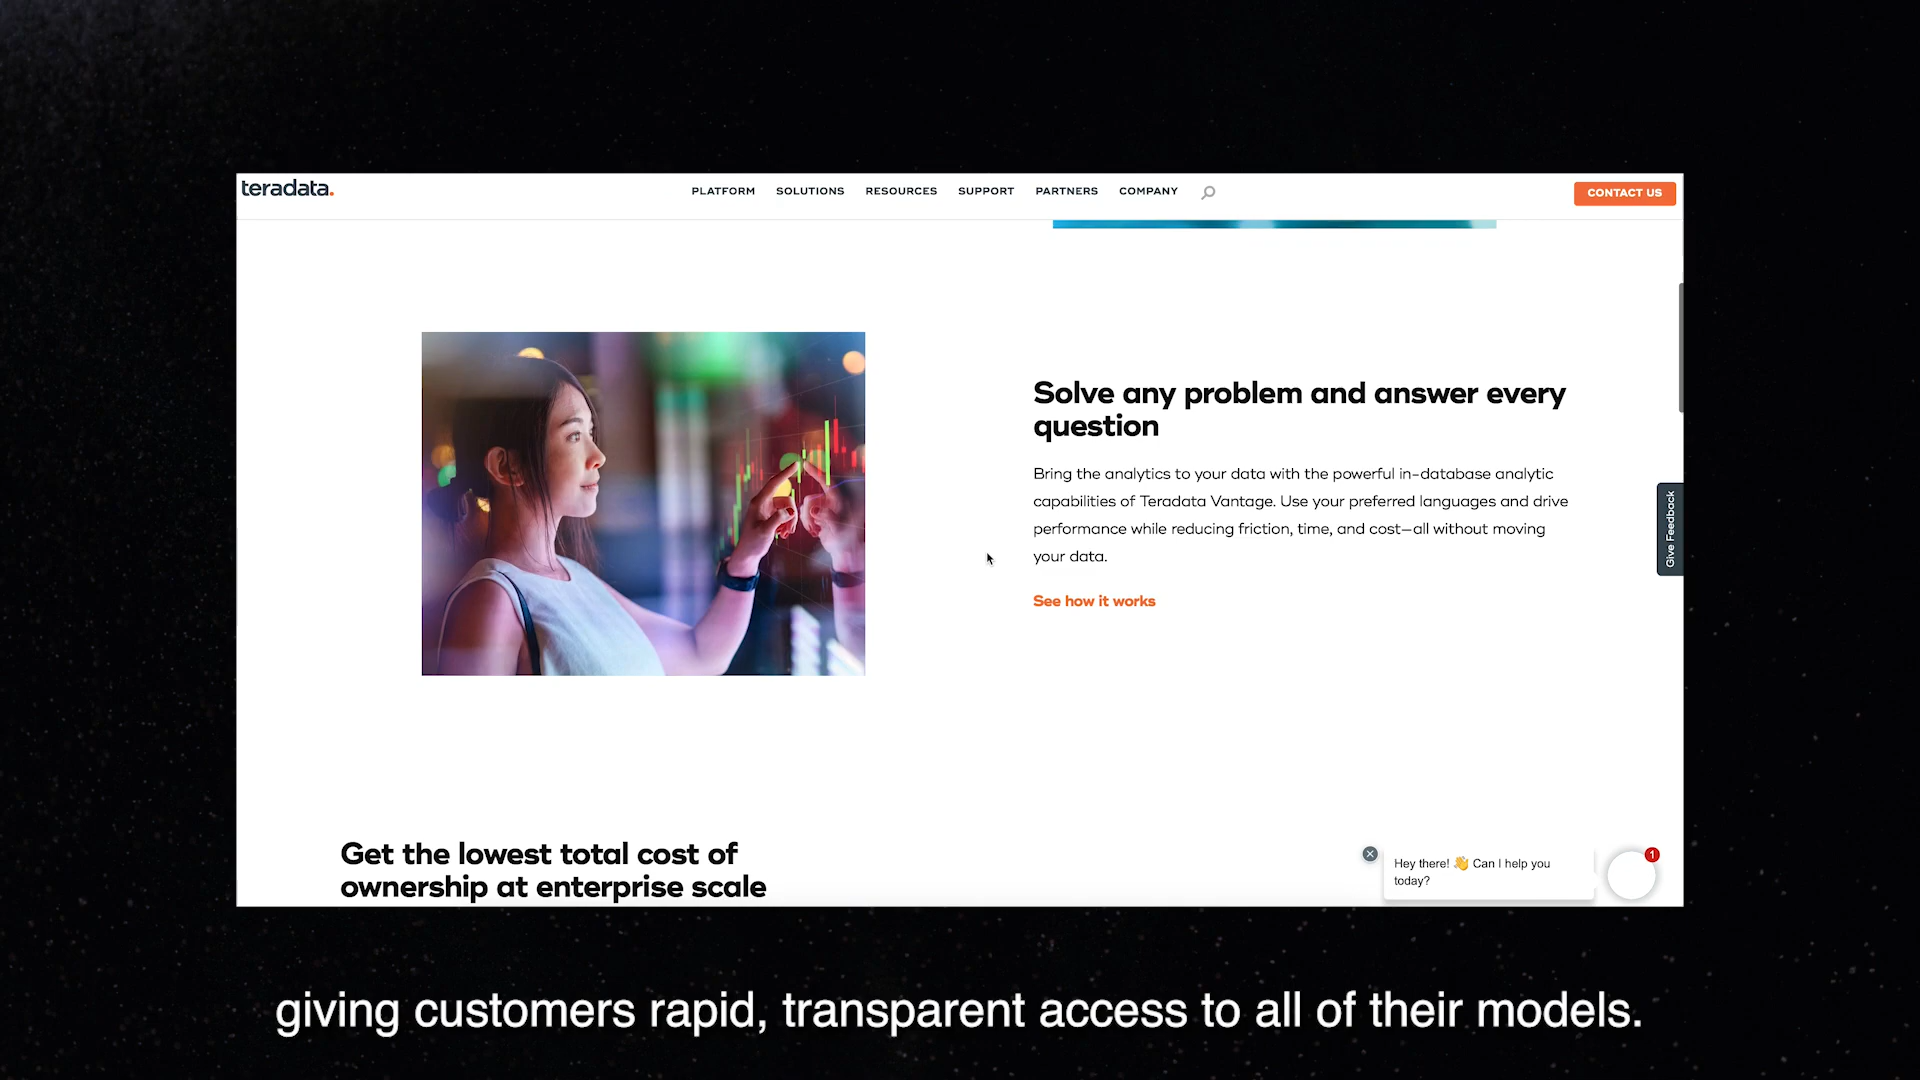 teradata.
PLATFORM SOLUTIONS RESOURCES SUPPORT PARTNERS COMPANY
CONTACT US
Solve any problem and answer every
question
Bring the analytics to your data with the powerful in-database analytic
capabilities of Teradata Vantage. Use your preferred languages and drive
performance while reducing friction, time, and cost—all without moving
your data.
See how it works
Give Feedback
Get the lowest total cost of
ownership at enterprise scale
Hey there! 👋 Can I help you
today?
1
giving customers rapid, transparent access to all of their models.